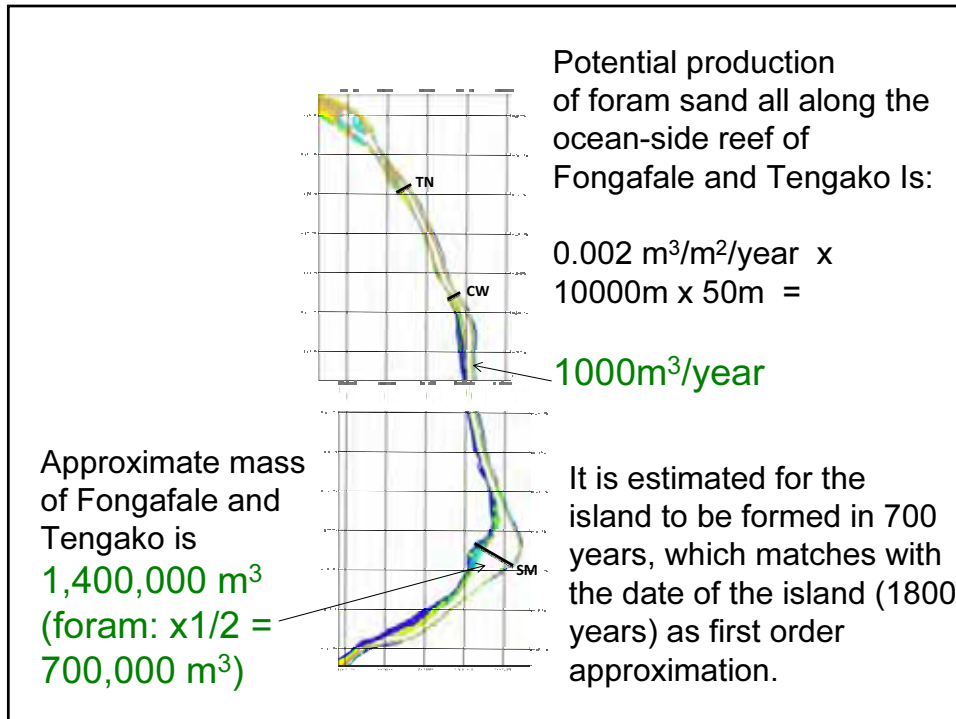 Potential production
of foram sand all along the
ocean-side reef of
Fongafale and Tengako Is:
0.002 m³/m²/year x
10000m x 50m =
1000m³/year
TN
CW
SM
Approximate mass
of Fongafale and
Tengako is
1,400,000 m³
(foram: x1/2 =
700,000 m³)
It is estimated for the
island to be formed in 700
years, which matches with
the date of the island (1800
years) as first order
approximation.